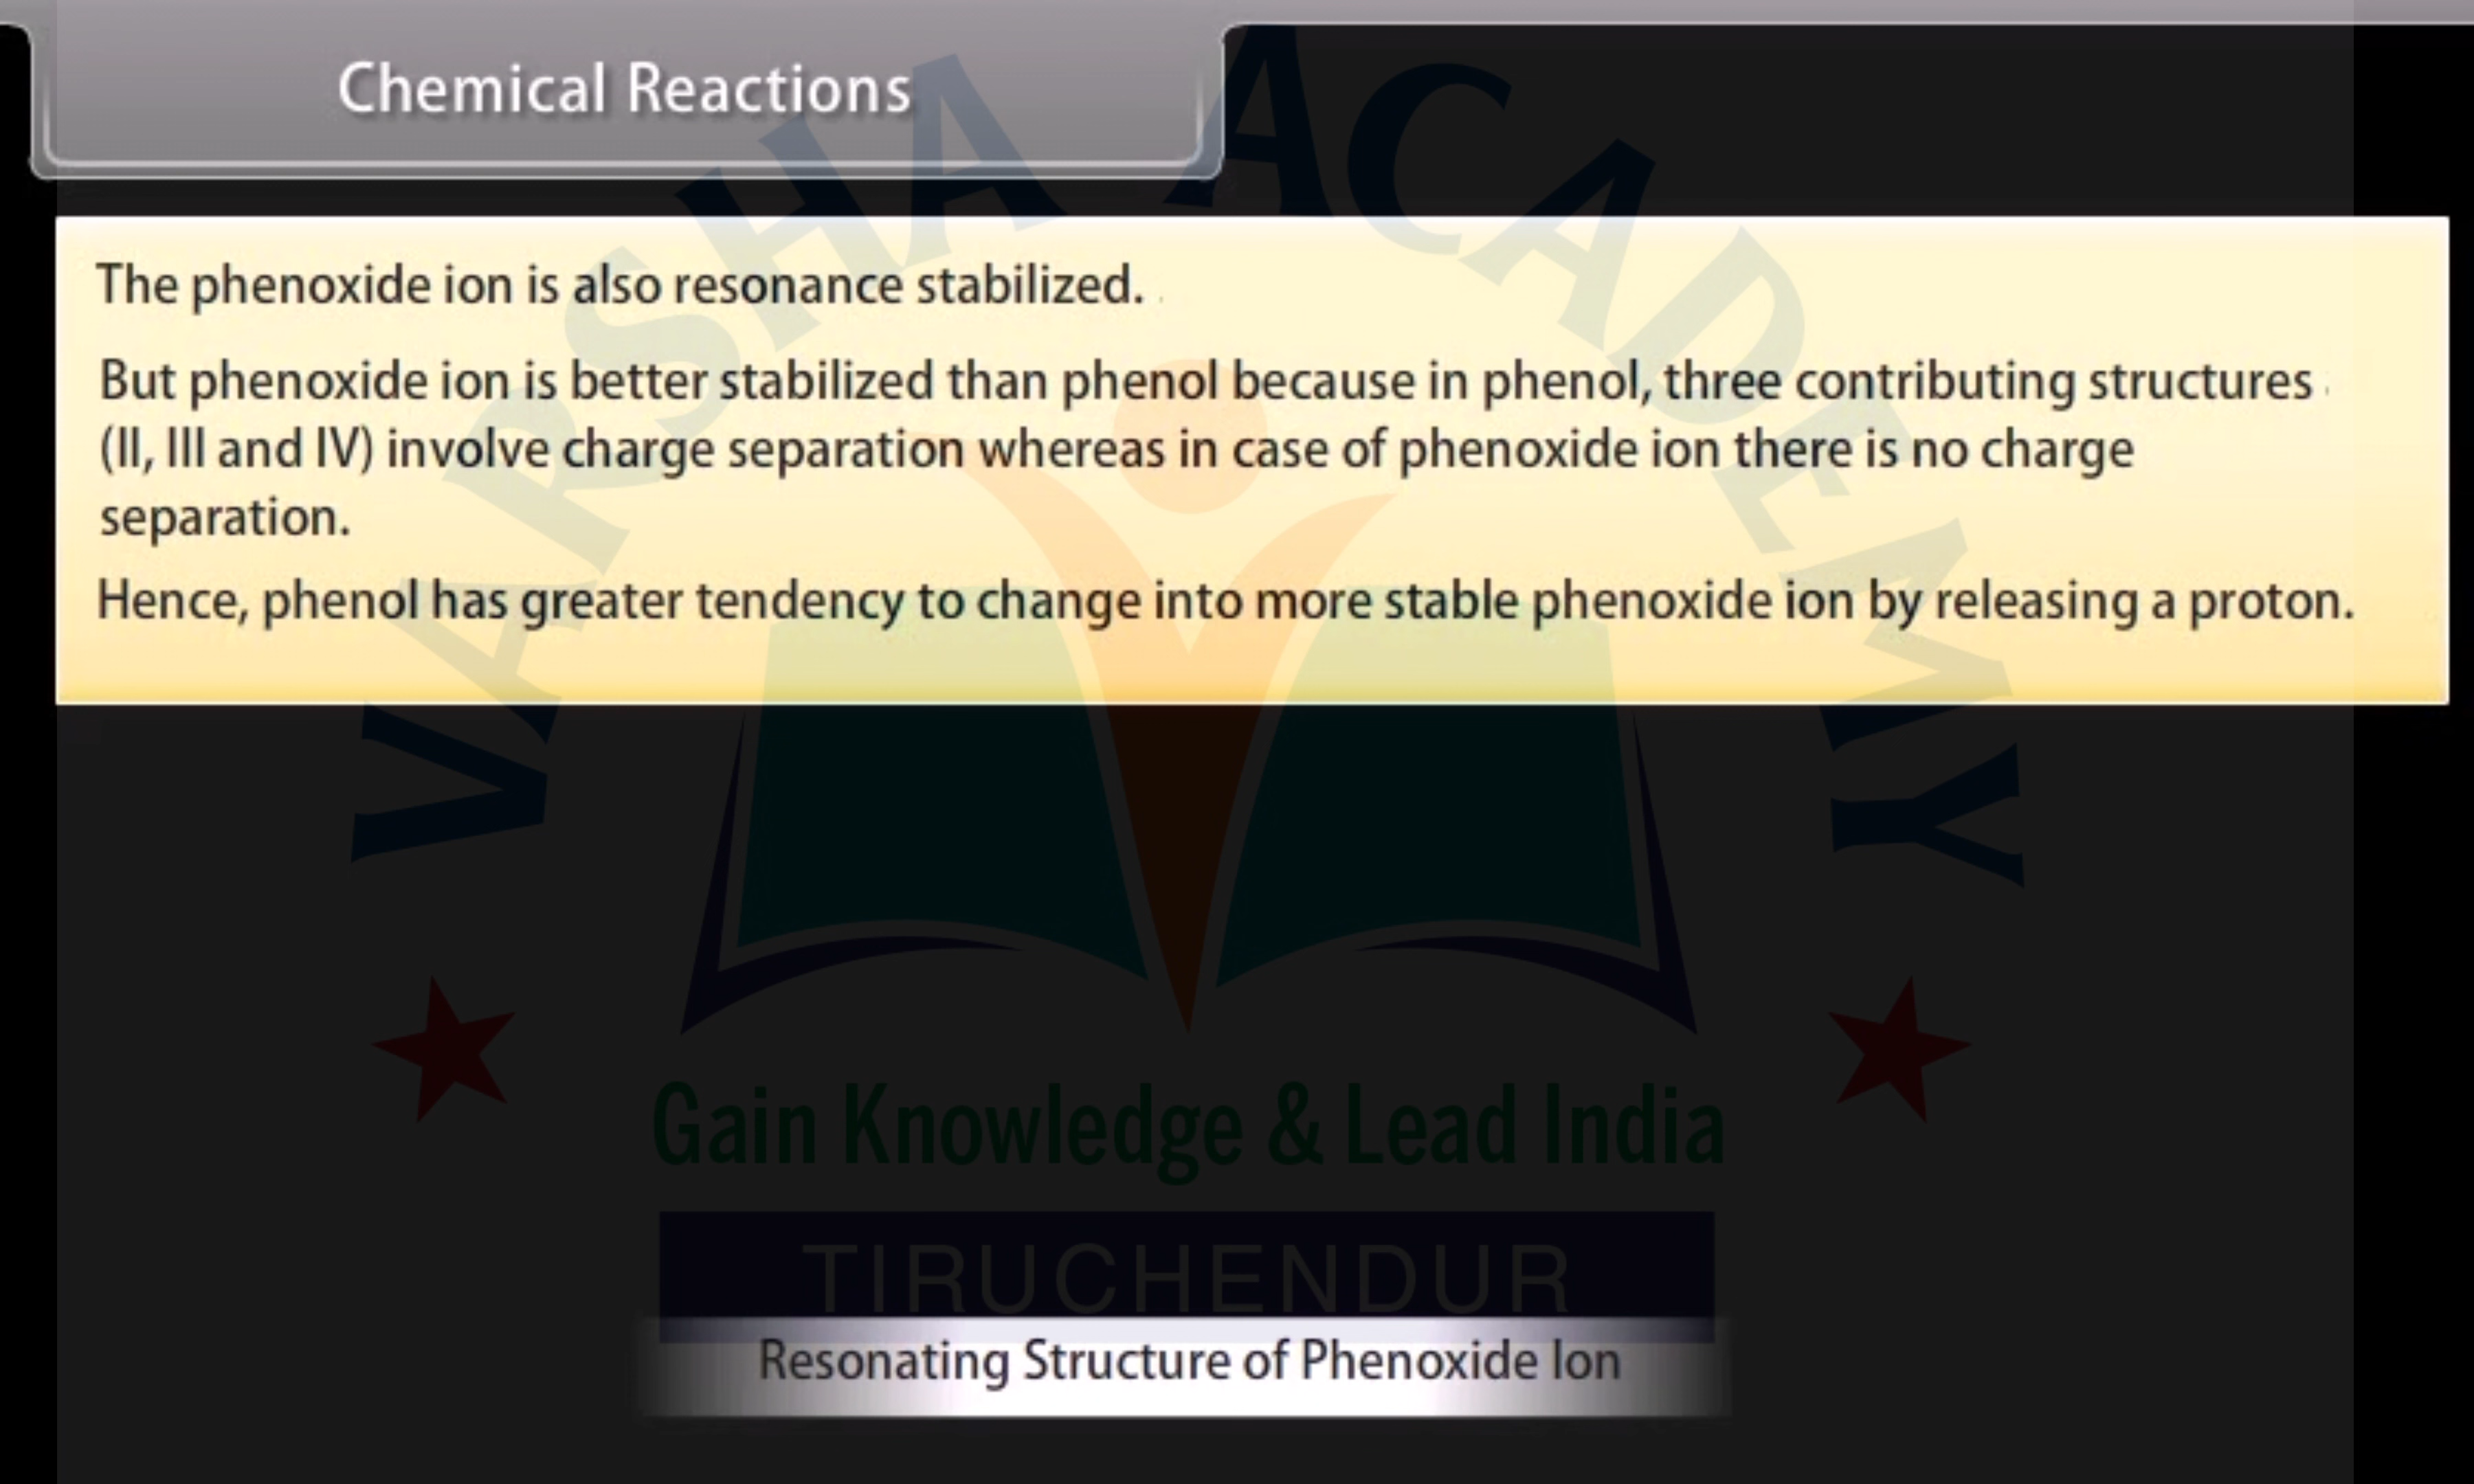 Chemical Reactions
VARSHA ACADEMY
The phenoxide ion is also resonance stabilized.
But phenoxide ion is better stabilized than phenol because in phenol, three contributing structures
(II, III and IV) involve charge separation whereas in case of phenoxide ion there is no charge
separation.
Hence, phenol has greater tendency to change into more stable phenoxide ion by releasing a proton.
Gain Knowledge & Lead India
TIRUCHENDUR
Resonating Structure of Phenoxide Ion